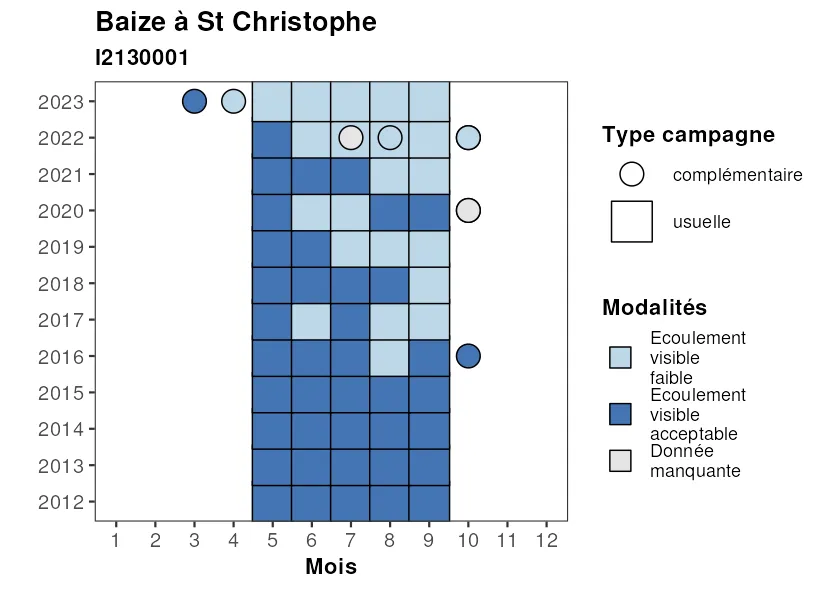 Baize à St Christophe
I2130001
2023
2022
2021
2020
2019
2018
2017
2016
2015
2014
2013
2012
1 2 3 4 5 6 7 8 9 10 11 12
Mois
Type campagne
complémentaire
usuelle
Modalités
Ecoulement
visible
faible
Ecoulement
visible
acceptable
Donnée
manquante